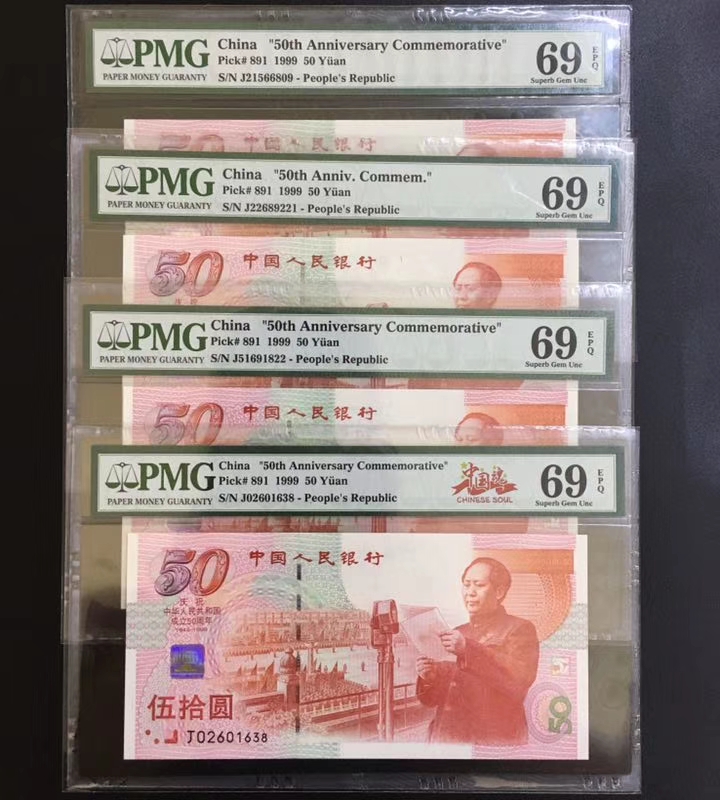 PMG
PAPER MONEY GUARANTY
China "50th Anniversary Commemorative"
Pick# 891 1999 50 Yüan
S/N J21566809 - People's Republic
69
EPQ
Superb Gem Unc
PMG
PAPER MONEY GUARANTY
China "50th Anniv. Commem."
Pick# 891 1999 50 Yüan
S/N J22689221 - People's Republic
69
EPQ
Superb Gem Unc
50 中国人民银行
PMG
PAPER MONEY GUARANTY
China "50th Anniversary Commemorative"
Pick# 891 1999 50 Yüan
S/N J51691822 - People's Republic
69
EPQ
Superb Gem Unc
50 中国人民银行
PMG
PAPER MONEY GUARANTY
China "50th Anniversary Commemorative"
Pick# 891 1999 50 Yüan
S/N J02601638 - People's Republic
中国魂
CHINESE SOUL
69
EPQ
Superb Gem Unc
50 中国人民银行
庆祝
中华人民共和国
成立50周年
1949-1999
伍拾圆
J02601638
50